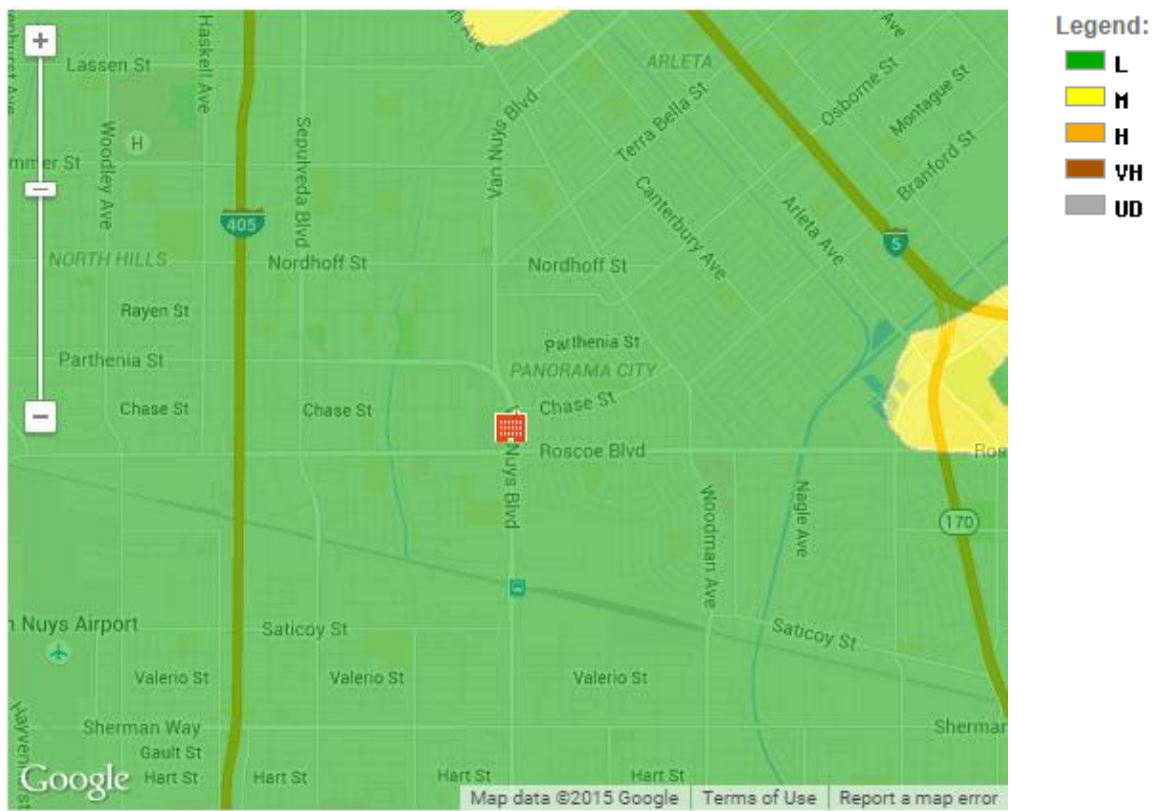 Lassen St
Haskell Ave
ARLETA
Osborne St
Montague St
Terra Bella St
Van Nuys Blvd
H
Woodley Ave
Sepulveda Blvd
Branford St
Canterbury Ave
Arleta Ave
405
5
NORTH HILLS
Nordhoff St
Nordhoff St
Rayen St
Parthenia St
Parthenia St
PANORAMA CITY
Chase St
Chase St
Chase St
Roscoe Blvd
Nuys Blvd
Woodman Ave
Nagle Ave
170
n Nuys Airport
Saticoy St
Saticoy St
Valerio St
Valerio St
Valerio St
Sherman Way
Sherman
Gault St
Hart St
Hart St
Hart St
Hart St
Google
Map data ©2015 Google
Terms of Use
Report a map error
Legend:
L
M
H
VH
UD